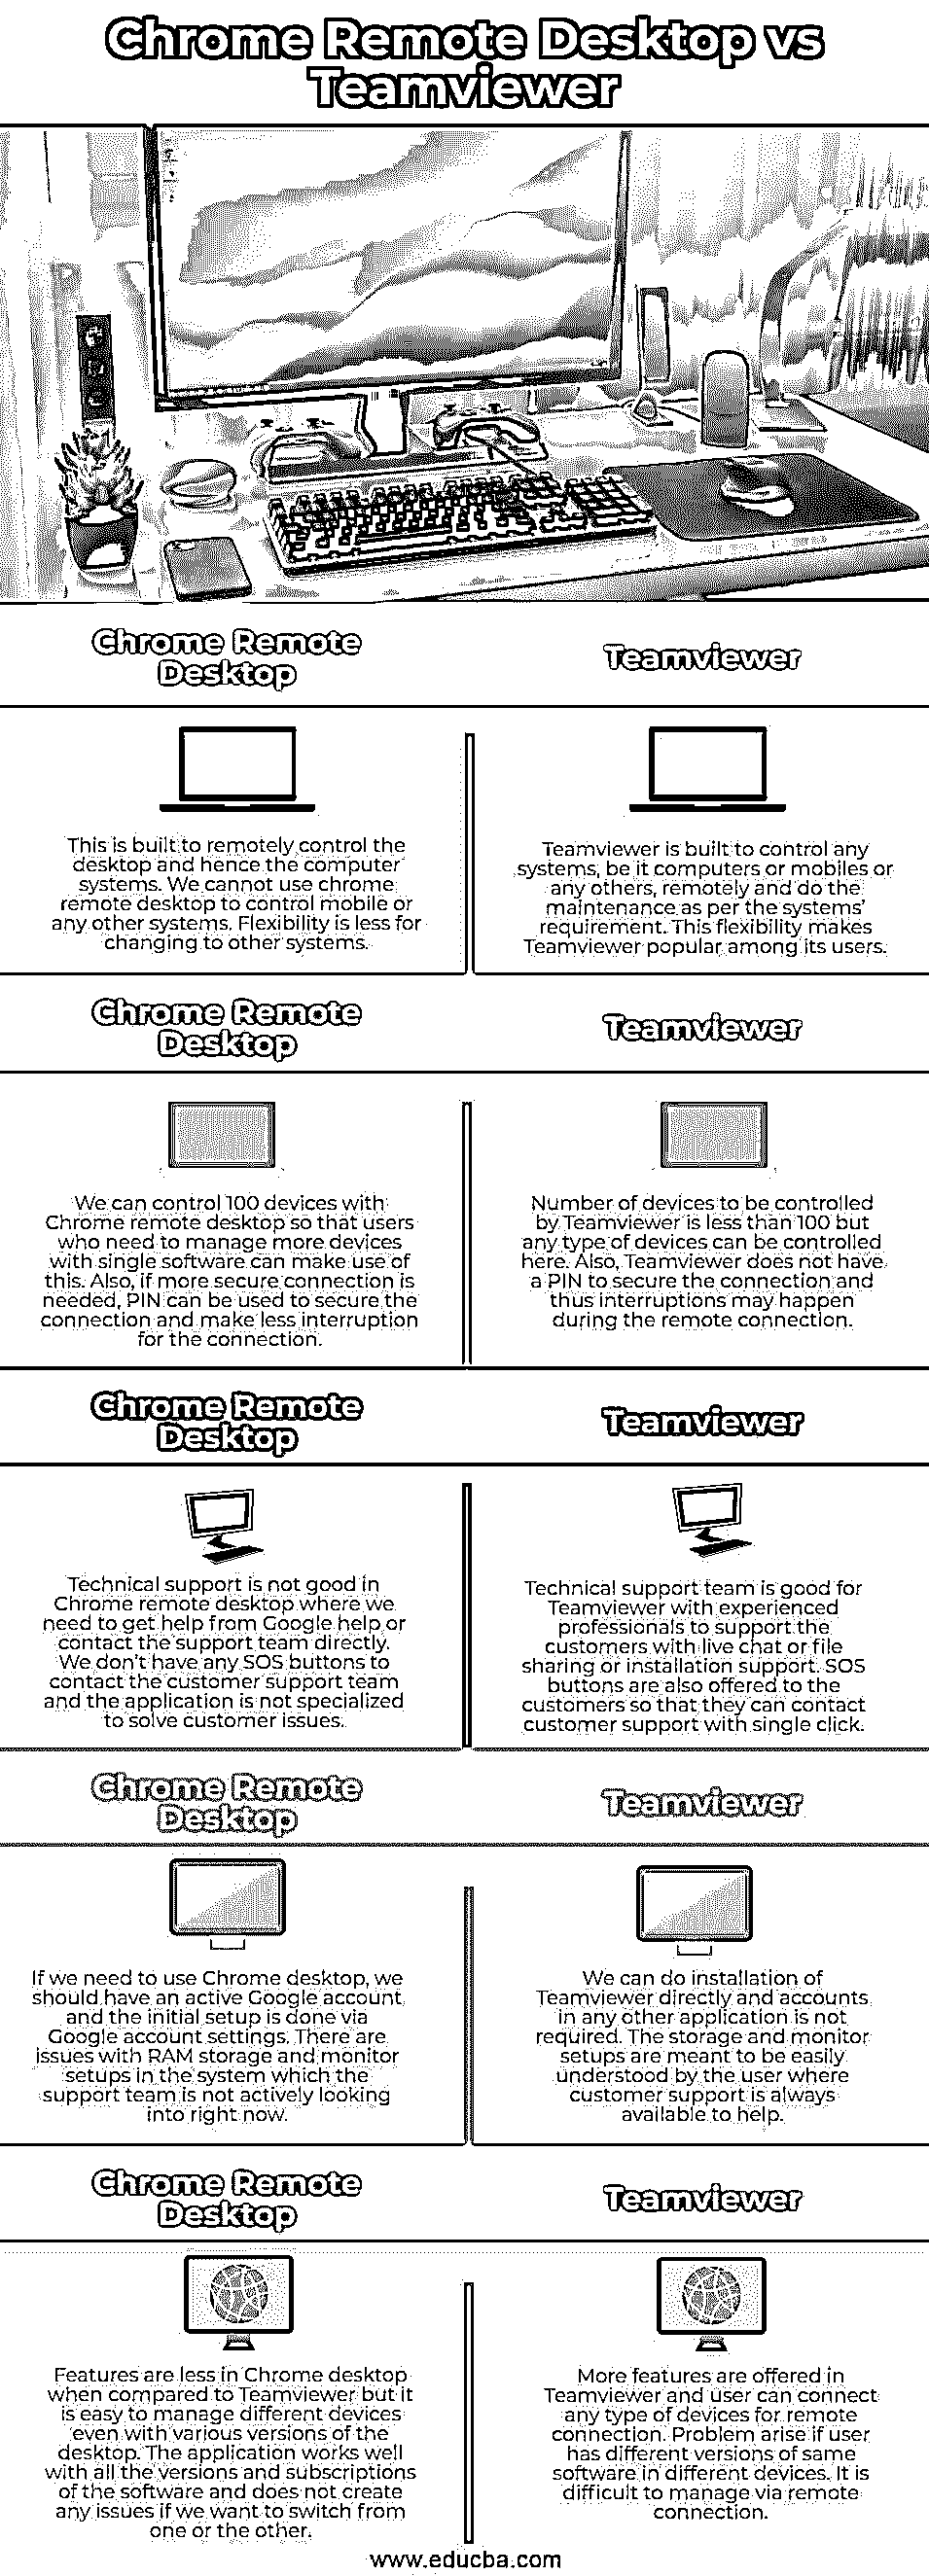 Chrome Remote Desktop vs
Teamviewer
Chrome Remote
Desktop
Teamviewer
This is built to remotely control the
desktop and hence the computer
systems. We cannot use chrome
remote desktop to control mobile or
any other systems. Flexibility is less for
changing to other systems.
Teamviewer is built to control any
systems, be it computers or mobiles or
any others, remotely and do the
maintenance as per the systems'
requirement. This flexibility makes
Teamviewer popular among its users.
Chrome Remote
Desktop
Teamviewer
We can control 100 devices with
Chrome remote desktop so that users
who need to manage more devices
with single software can make use of
this. Also, if more secure connection is
needed, PIN can be used to secure the
connection and make less interruption
for the connection.
Number of devices to be controlled
by Teamviewer is less than 100 but
any type of devices can be controlled
here. Also, Teamviewer does not have
a PIN to secure the connection and
thus interruptions may happen
during the remote connection.
Chrome Remote
Desktop
Teamviewer
Technical support is not good in
Chrome remote desktop where we
need to get help from Google help or
contact the support team directly.
We don't have any SOS buttons to
contact the customer support team
and the application is not specialized
to solve customer issues.
Technical support team is good for
Teamviewer with experienced
professionals to support the
customers with live chat or file
sharing or installation support. SOS
buttons are also offered to the
customers so that they can contact
customer support with single click.
Chrome Remote
Desktop
Teamviewer
If we need to use Chrome desktop, we
should have an active Google account
and the initial setup is done via
Google account settings. There are
issues with RAM storage and monitor
setups in the system which the
support team is not actively looking
into right now.
We can do installation of
Teamviewer directly and accounts
in any other application is not
required. The storage and monitor
setups are meant to be easily
understood by the user where
customer support is always
available to help.
Chrome Remote
Desktop
Teamviewer
Features are less in Chrome desktop
when compared to Teamviewer but it
is easy to manage different devices
even with various versions of the
desktop. The application works well
with all the versions and subscriptions
of the software and does not create
any issues if we want to switch from
one or the other.
More features are offered in
Teamviewer and user can connect
any type of devices for remote
connection. Problem arise if user
has different versions of same
software in different devices. It is
difficult to manage via remote
connection.
www.educba.com